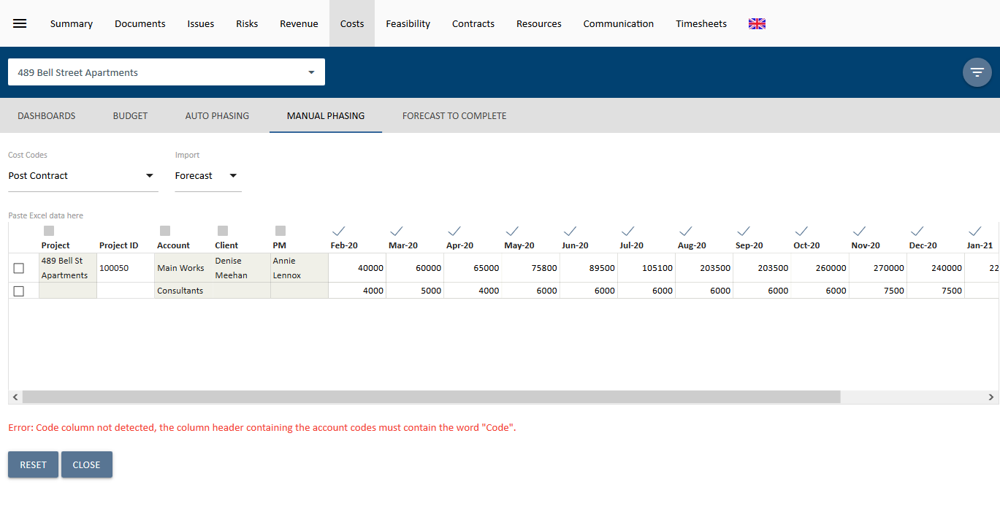 Summary Documents Issues Risks Revenue Costs Feasibility Contracts Resources Communication Timesheets
489 Bell Street Apartments
DASHBOARDS BUDGET AUTO PHASING MANUAL PHASING FORECAST TO COMPLETE
Cost Codes Import
Post Contract Forecast
Paste Excel data here
Project Project ID Account Client PM Feb-20 Mar-20 Apr-20 May-20 Jun-20 Jul-20 Aug-20 Sep-20 Oct-20 Nov-20 Dec-20 Jan-21
489 Bell St Apartments 100050 Main Works Denise Meehan Annie Lennox 40000 60000 65000 75800 89500 105100 203500 203500 260000 270000 240000 22
Consultants 4000 5000 4000 6000 6000 6000 6000 6000 6000 7500 7500
Error: Code column not detected, the column header containing the account codes must contain the word "Code".
RESET CLOSE